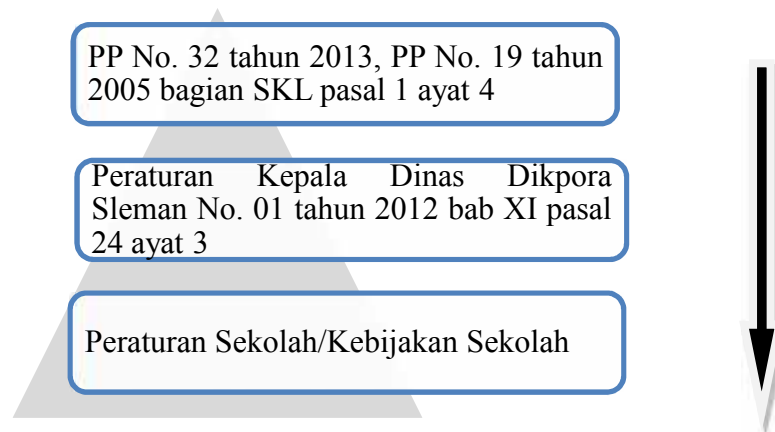 PP No. 32 tahun 2013, PP No. 19 tahun
2005 bagian SKL pasal 1 ayat 4
Peraturan Kepala Dinas Dikpora
Sleman No. 01 tahun 2012 bab XI pasal
24 ayat 3
Peraturan Sekolah/Kebijakan Sekolah